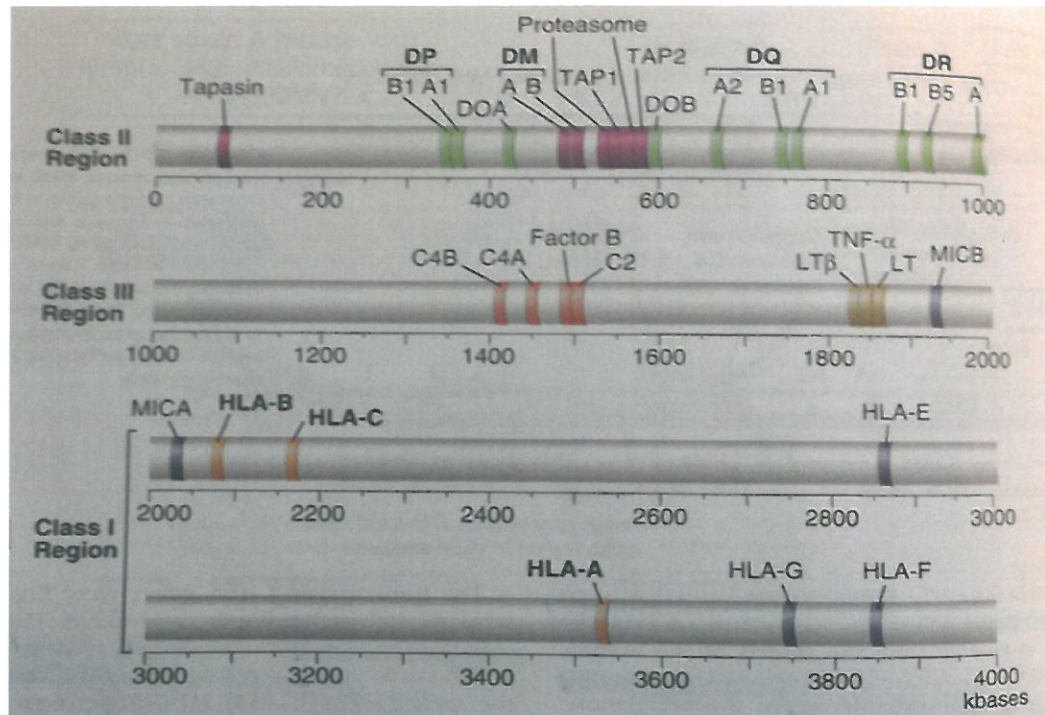 Proteasome
DP DM TAP2 DQ DR
Tapasin B1 A1 A B TAP1 A2 B1 A1 B1 B5 A
DOA DOB
Class II
Region
0 200 400 600 800 1000
Factor B TNF-α
C4B C4A C2 LTβ LT MICB
Class III
Region
1000 1200 1400 1600 1800 2000
MICA HLA-B HLA-C HLA-E
2000 2200 2400 2600 2800 3000
Class I
Region
HLA-A HLA-G HLA-F
3000 3200 3400 3600 3800 4000
kbases